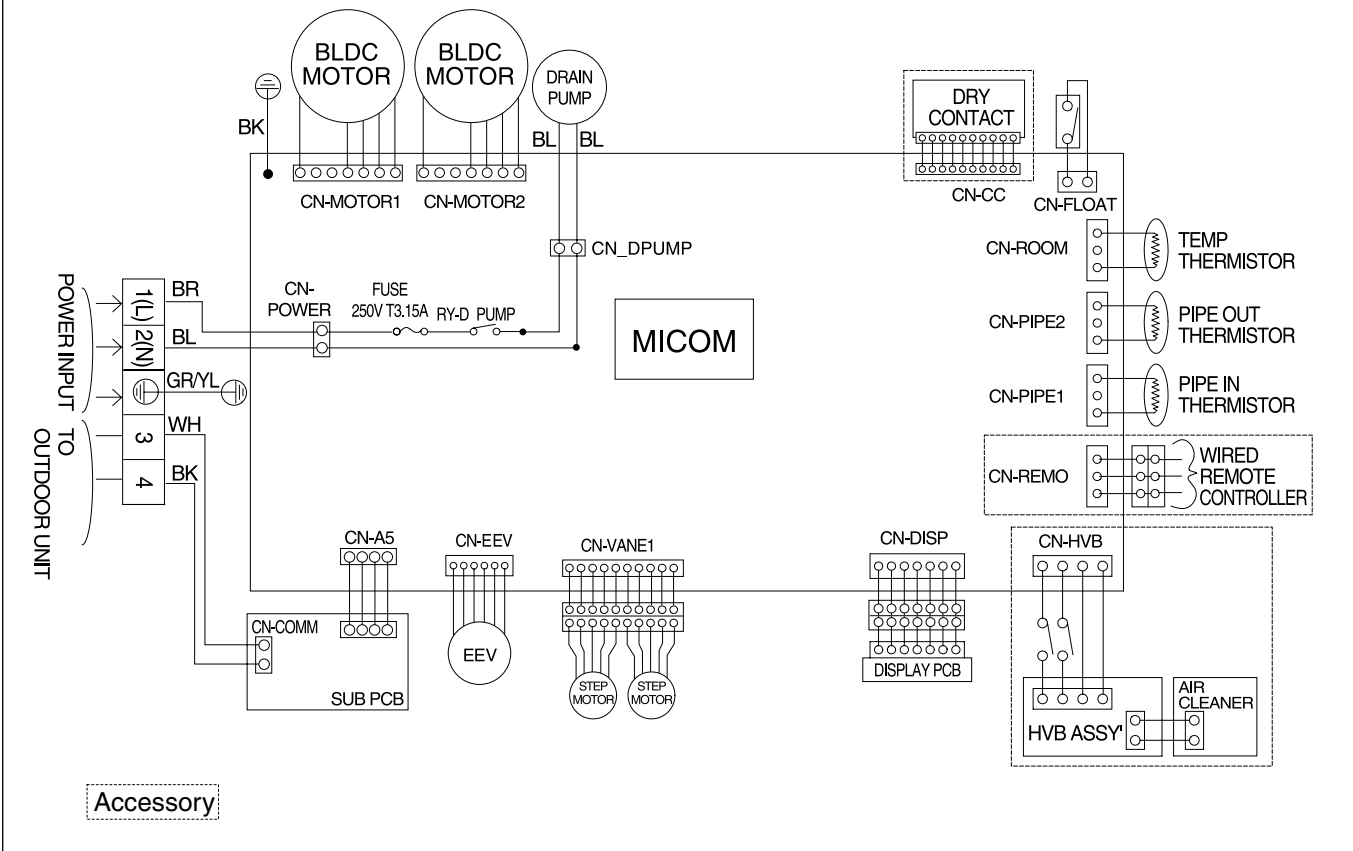 BLDC
MOTOR
BLDC
MOTOR
DRAIN
PUMP
DRY
CONTACT
BK
BL
BL
CN-MOTOR1
CN-MOTOR2
CN-CC
CN-FLOAT
CN_DPUMP
CN-ROOM
TEMP
THERMISTOR
POWER INPUT
1(L)
BR
CN-
POWER
FUSE
250V T3.15A
RY-D PUMP
2(N)
BL
MICOM
CN-PIPE2
PIPE OUT
THERMISTOR
GR/YL
CN-PIPE1
PIPE IN
THERMISTOR
TO
OUTDOOR UNIT
3
WH
4
BK
CN-REMO
WIRED
REMOTE
CONTROLLER
CN-A5
CN-EEV
CN-VANE1
CN-DISP
CN-HVB
CN-COMM
SUB PCB
EEV
STEP
MOTOR
STEP
MOTOR
DISPLAY PCB
HVB ASSY'
AIR
CLEANER
Accessory